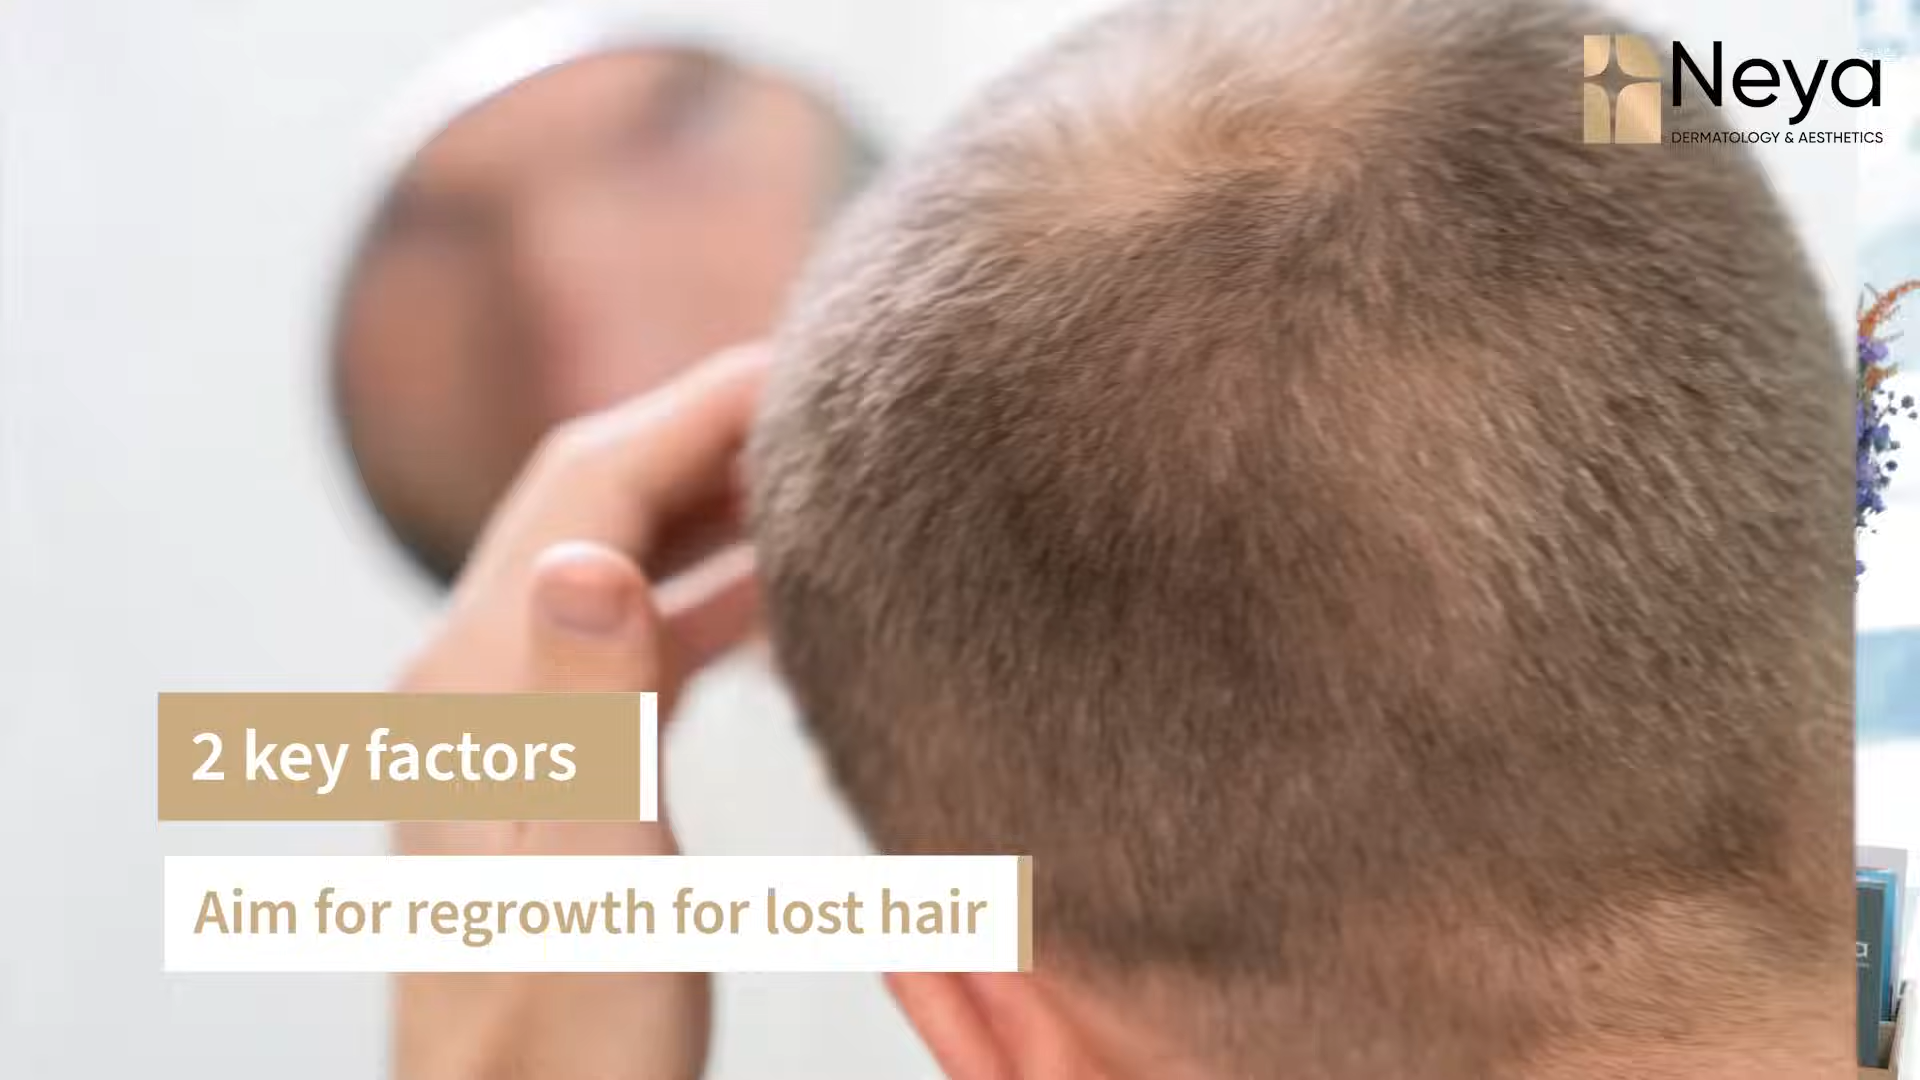 Neya
DERMATOLOGY & AESTHETICS
2 key factors
Aim for regrowth for lost hair